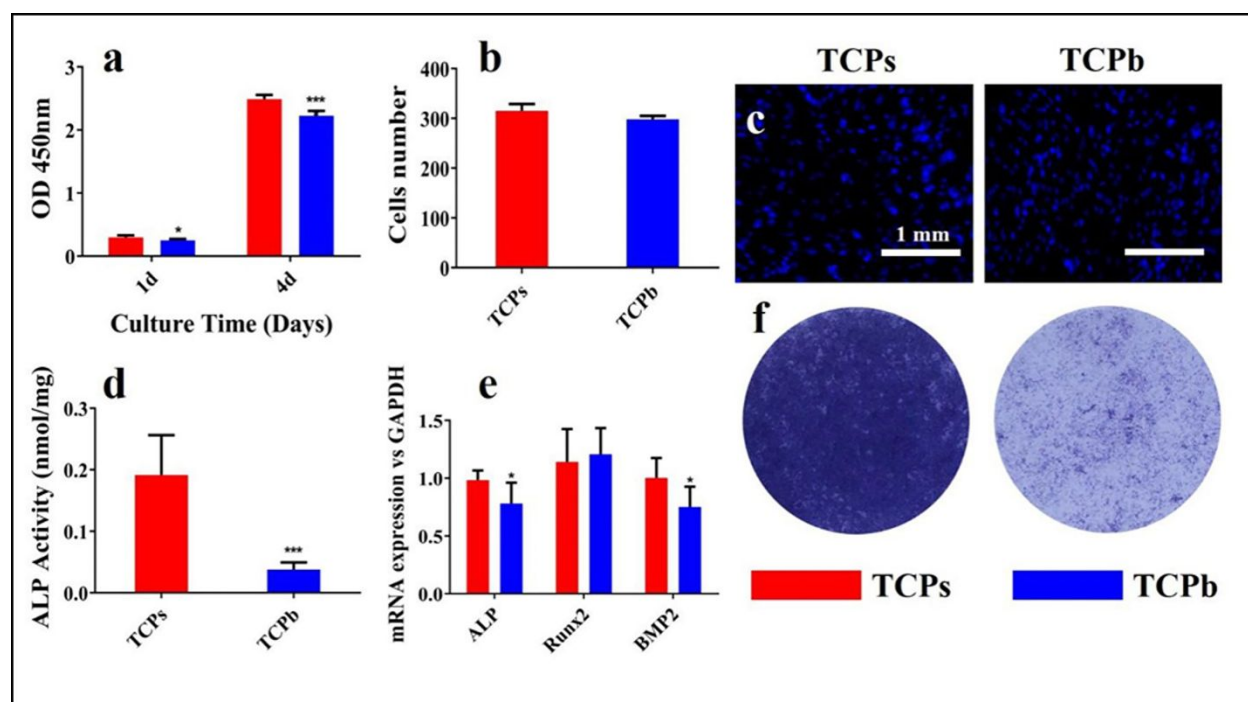 a
OD 450nm
3
2
1
0
*
***
1d
4d
Culture Time (Days)
b
Cells number
400
300
200
100
0
TCPs
TCPb
TCPs
TCPb
c
1 mm
d
ALP Activity (nmol/mg)
0.3
0.2
0.1
0.0
***
TCPs
TCPb
e
mRNA expression vs GAPDH
1.5
1.0
0.5
0.0
*
*
ALP
Runx2
BMP2
f
TCPs
TCPb